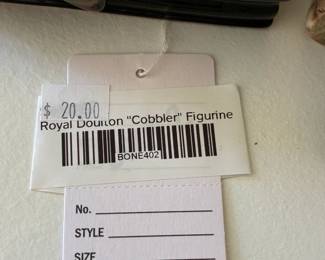 $ 20.00
Royal Doulton "Cobbler" Figurine
BONE402
No.
STYLE
SIZE